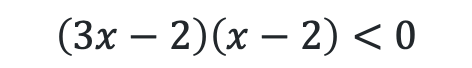 (3𝑥 − 2)(𝑥 − 2) < 0